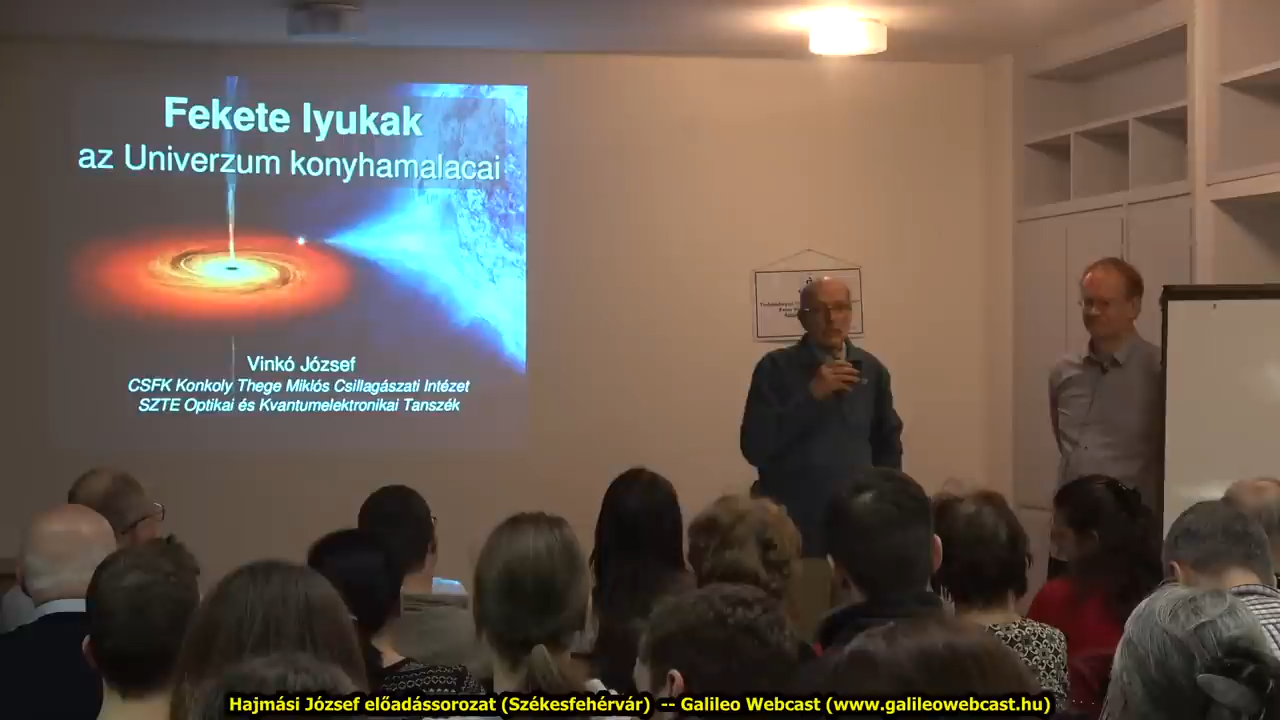 Fekete lyukak
az Univerzum konyhamalacai
Vinkó József
CSFK Konkoly Thege Miklós Csillagászati Intézet
SZTE Optikai és Kvantumelektronikai Tanszék
Hajmási József előadássorozat (Székesfehérvár) -- Galileo Webcast (www.galileowebcast.hu)